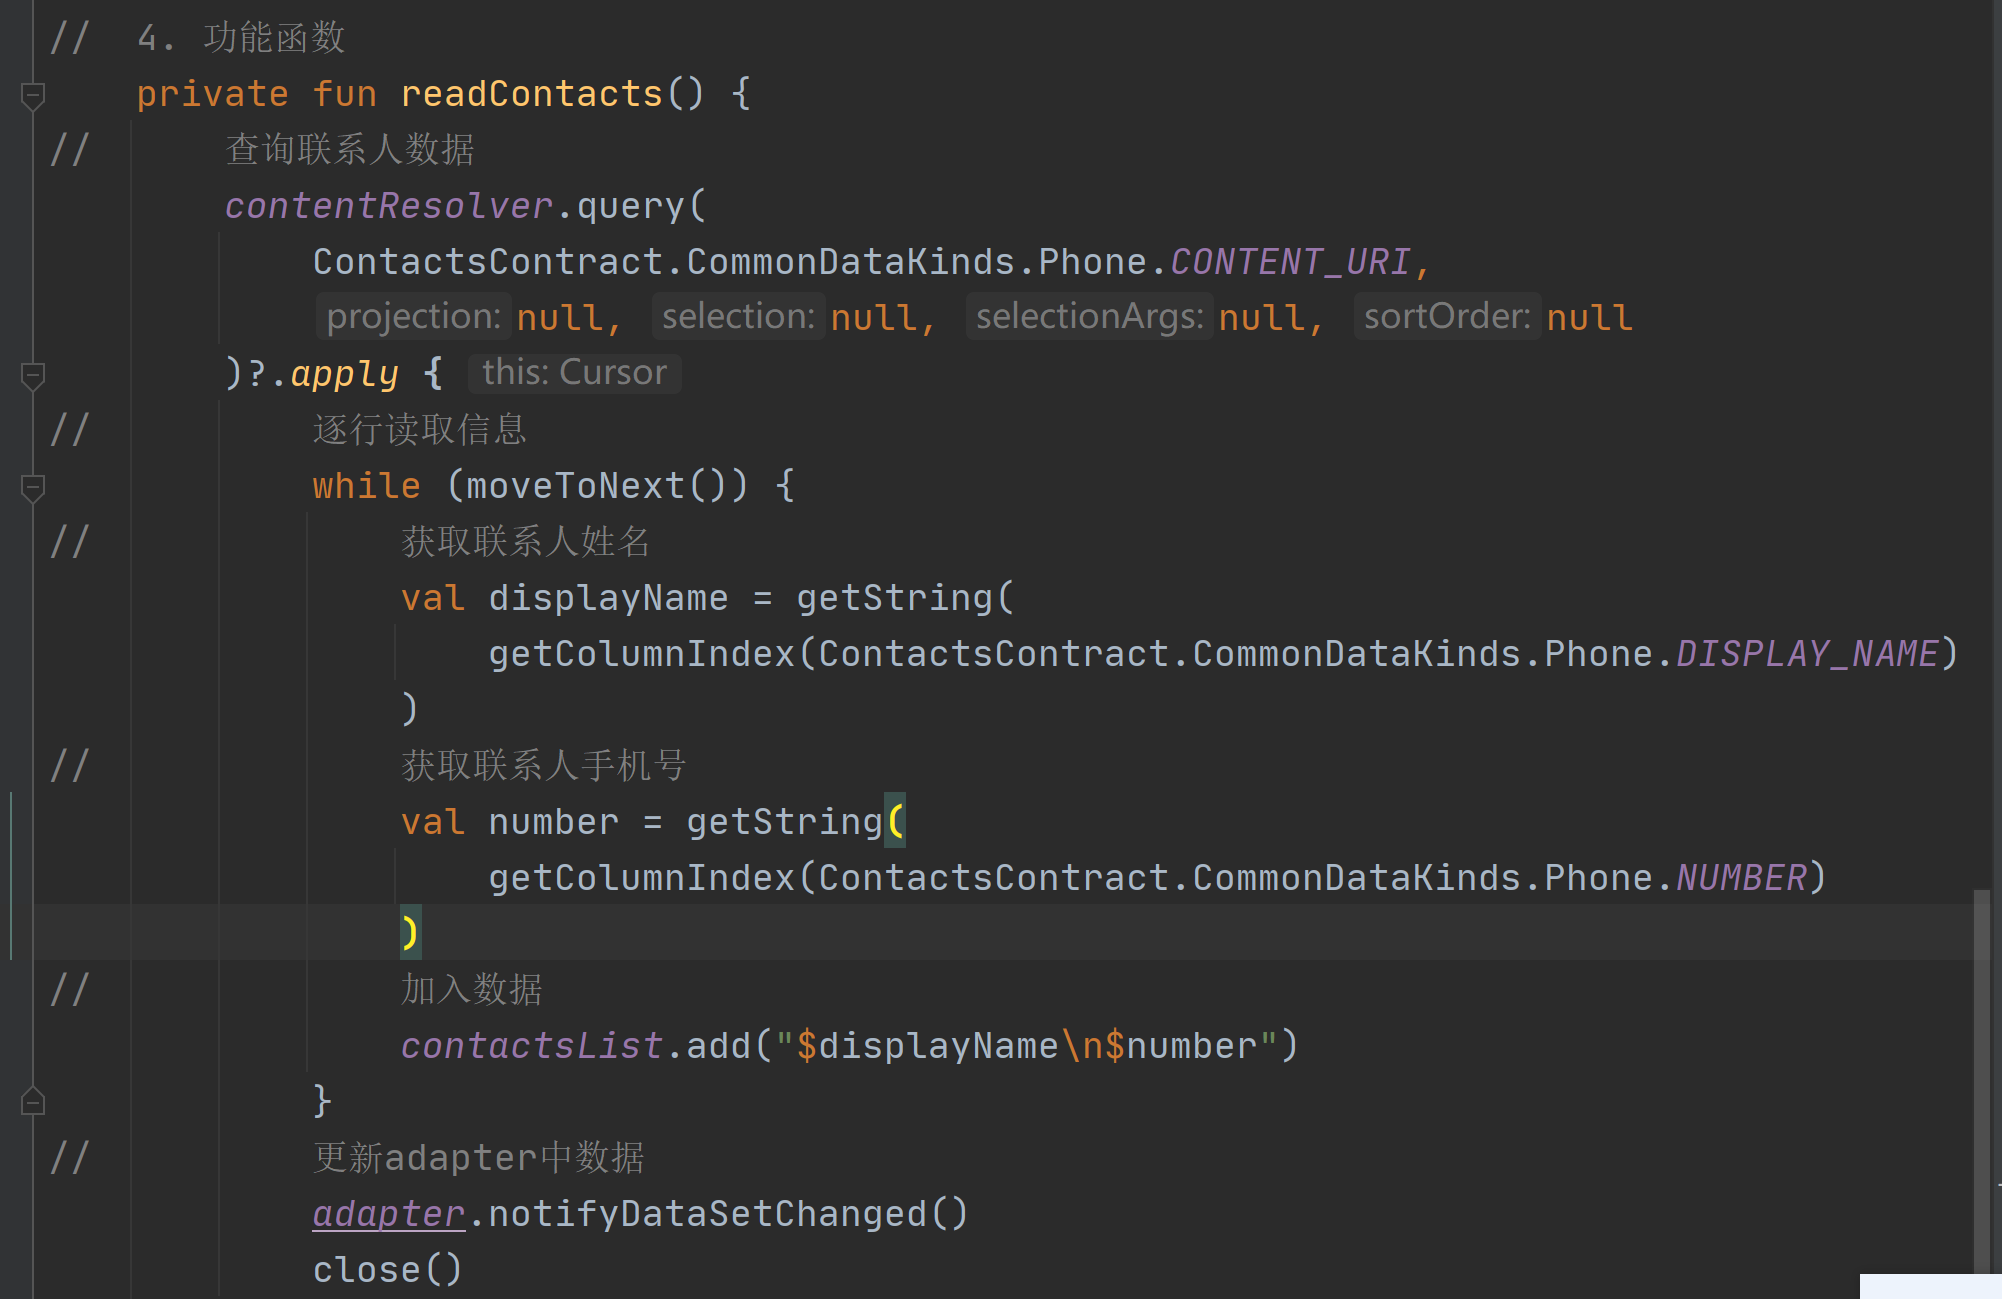 //  4. 功能函数
    private fun readContacts() {
//      查询联系人数据
        contentResolver.query(
            ContactsContract.CommonDataKinds.Phone.CONTENT_URI,
            projection: null, selection: null, selectionArgs: null, sortOrder: null
        )?.apply { this: Cursor
//          逐行读取信息
            while (moveToNext()) {
//              获取联系人姓名
                val displayName = getString(
                    getColumnIndex(ContactsContract.CommonDataKinds.Phone.DISPLAY_NAME)
                )
//              获取联系人手机号
                val number = getString(
                    getColumnIndex(ContactsContract.CommonDataKinds.Phone.NUMBER)
                )
//              加入数据
                contactsList.add("$displayName\n$number")
            }
//          更新adapter中数据
            adapter.notifyDataSetChanged()
            close()